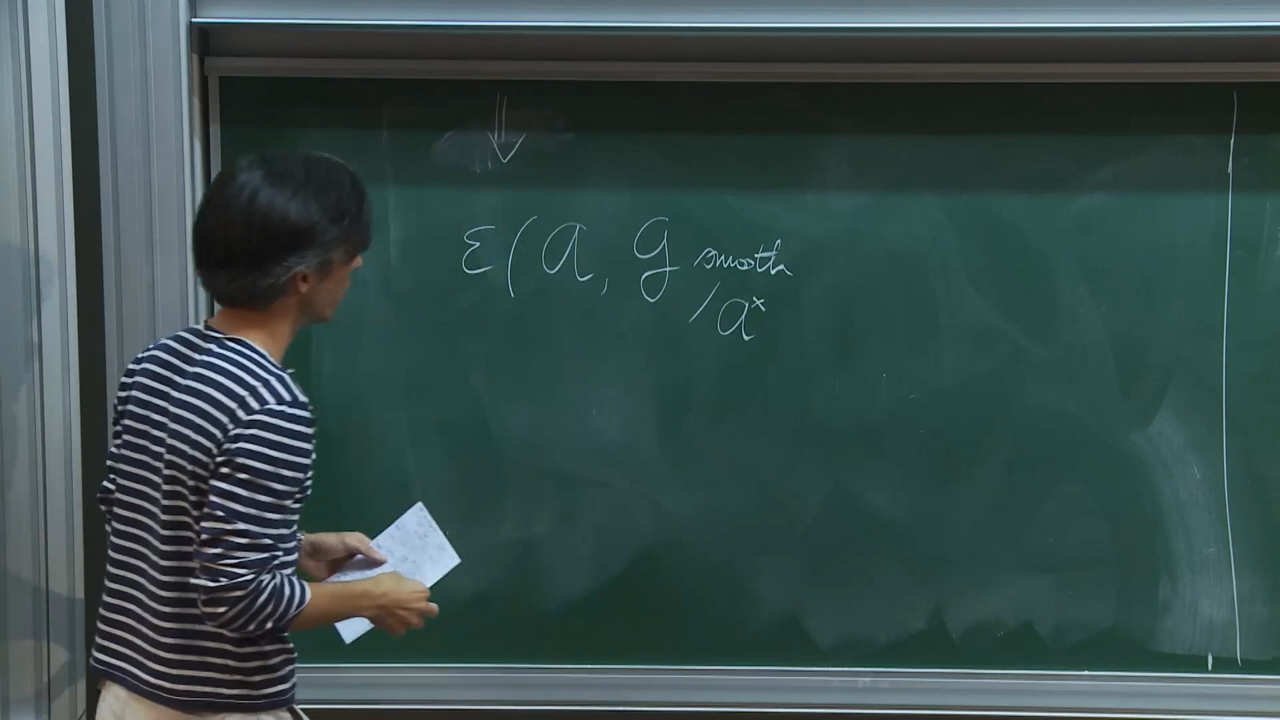 ⇓
ε(a, G smooth
/a^x